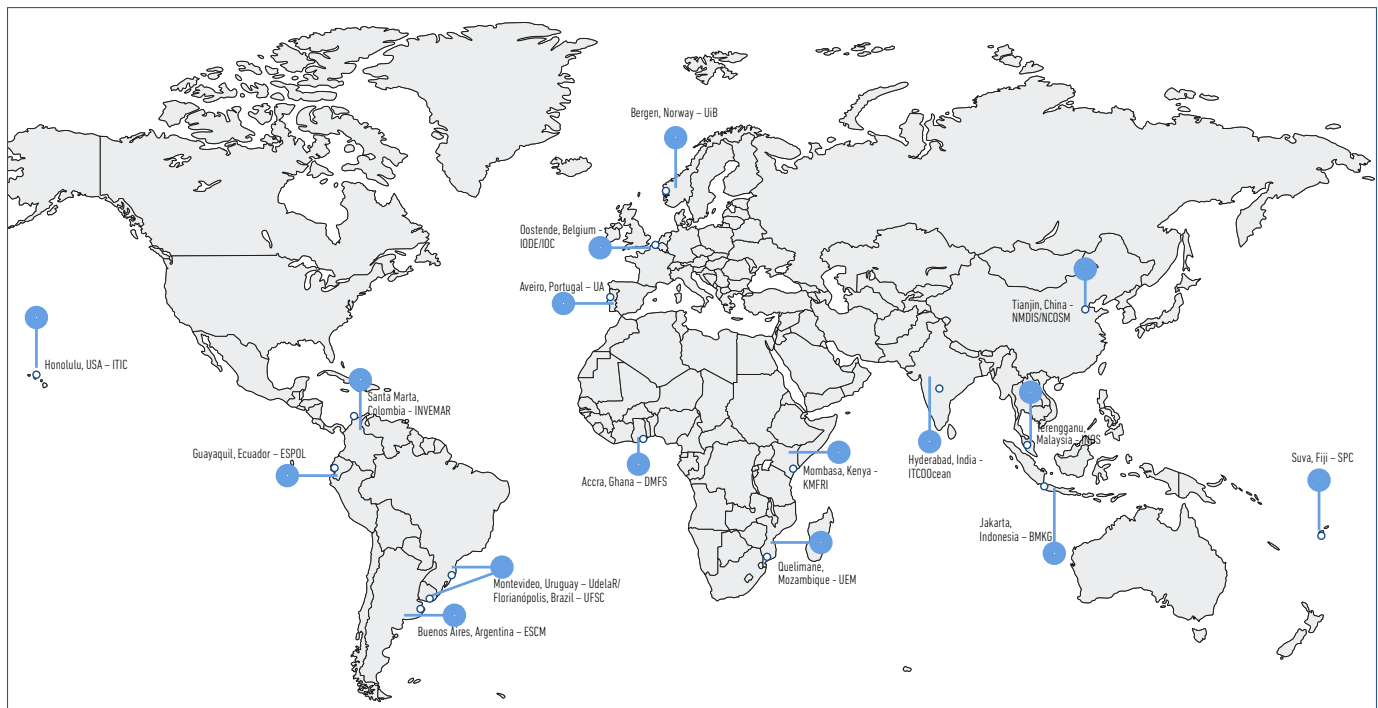 Bergen, Norway – UiB
Oostende, Belgium -
IODE/IOC
Aveiro, Portugal – UA
Tianjin, China -
NMDIS/NCOSM
Honolulu, USA – ITIC
Santa Marta,
Colombia - INVEMAR
Terengganu,
Malaysia -
Guayaquil, Ecuador – ESPOL
Accra, Ghana – DMFS
Mombasa, Kenya -
KMFRI
Hyderabad, India -
ITCOOcean
Suva, Fiji – SPC
Jakarta,
Indonesia – BMKG
Quelimane,
Mozambique - UEM
Montevideo, Uruguay – UdelaR/
Florianópolis, Brazil – UFSC
Buenos Aires, Argentina – ESCM